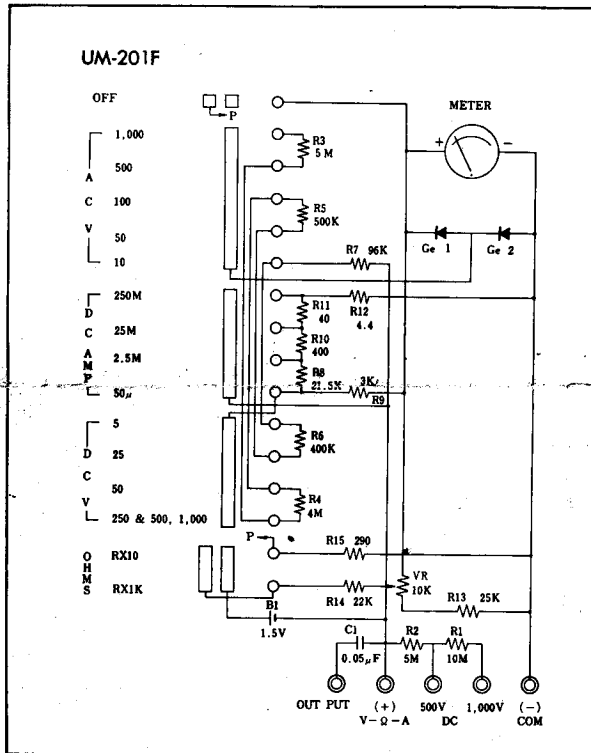 UM-201F
OFF
P
METER
+
-
1,000
500
100
50
10
A C V
R3
5 M
R5
500K
R7 96K
Ge 1
Ge 2
250M
25M
2.5M
50μ
D C AMP
R11
40
R12
4.4
R10
400
R8
3K
R9
5
25
50
250 & 500, 1,000
D C V
R6
400K
R4
4M
P
R15 290
RX10
RX1K
OHMS
VR
10K
R14 22K
R13 25K
B1
1.5V
C1
0.05μF
R2
5M
R1
10M
OUT PUT
(+)
V-Ω-A
500V
1,000V
DC
(-)
COM